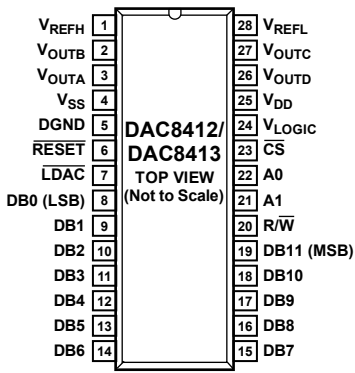 VREFH 1
VOUTB 2
VOUTA 3
VSS 4
DGND 5
RESET 6
LDAC 7
DB0 (LSB) 8
DB1 9
DB2 10
DB3 11
DB4 12
DB5 13
DB6 14
DAC8412/
DAC8413
TOP VIEW
(Not to Scale)
28 VREFL
27 VOUTC
26 VOUTD
25 VDD
24 VLOGIC
23 CS
22 A0
21 A1
20 R/W
19 DB11 (MSB)
18 DB10
17 DB9
16 DB8
15 DB7